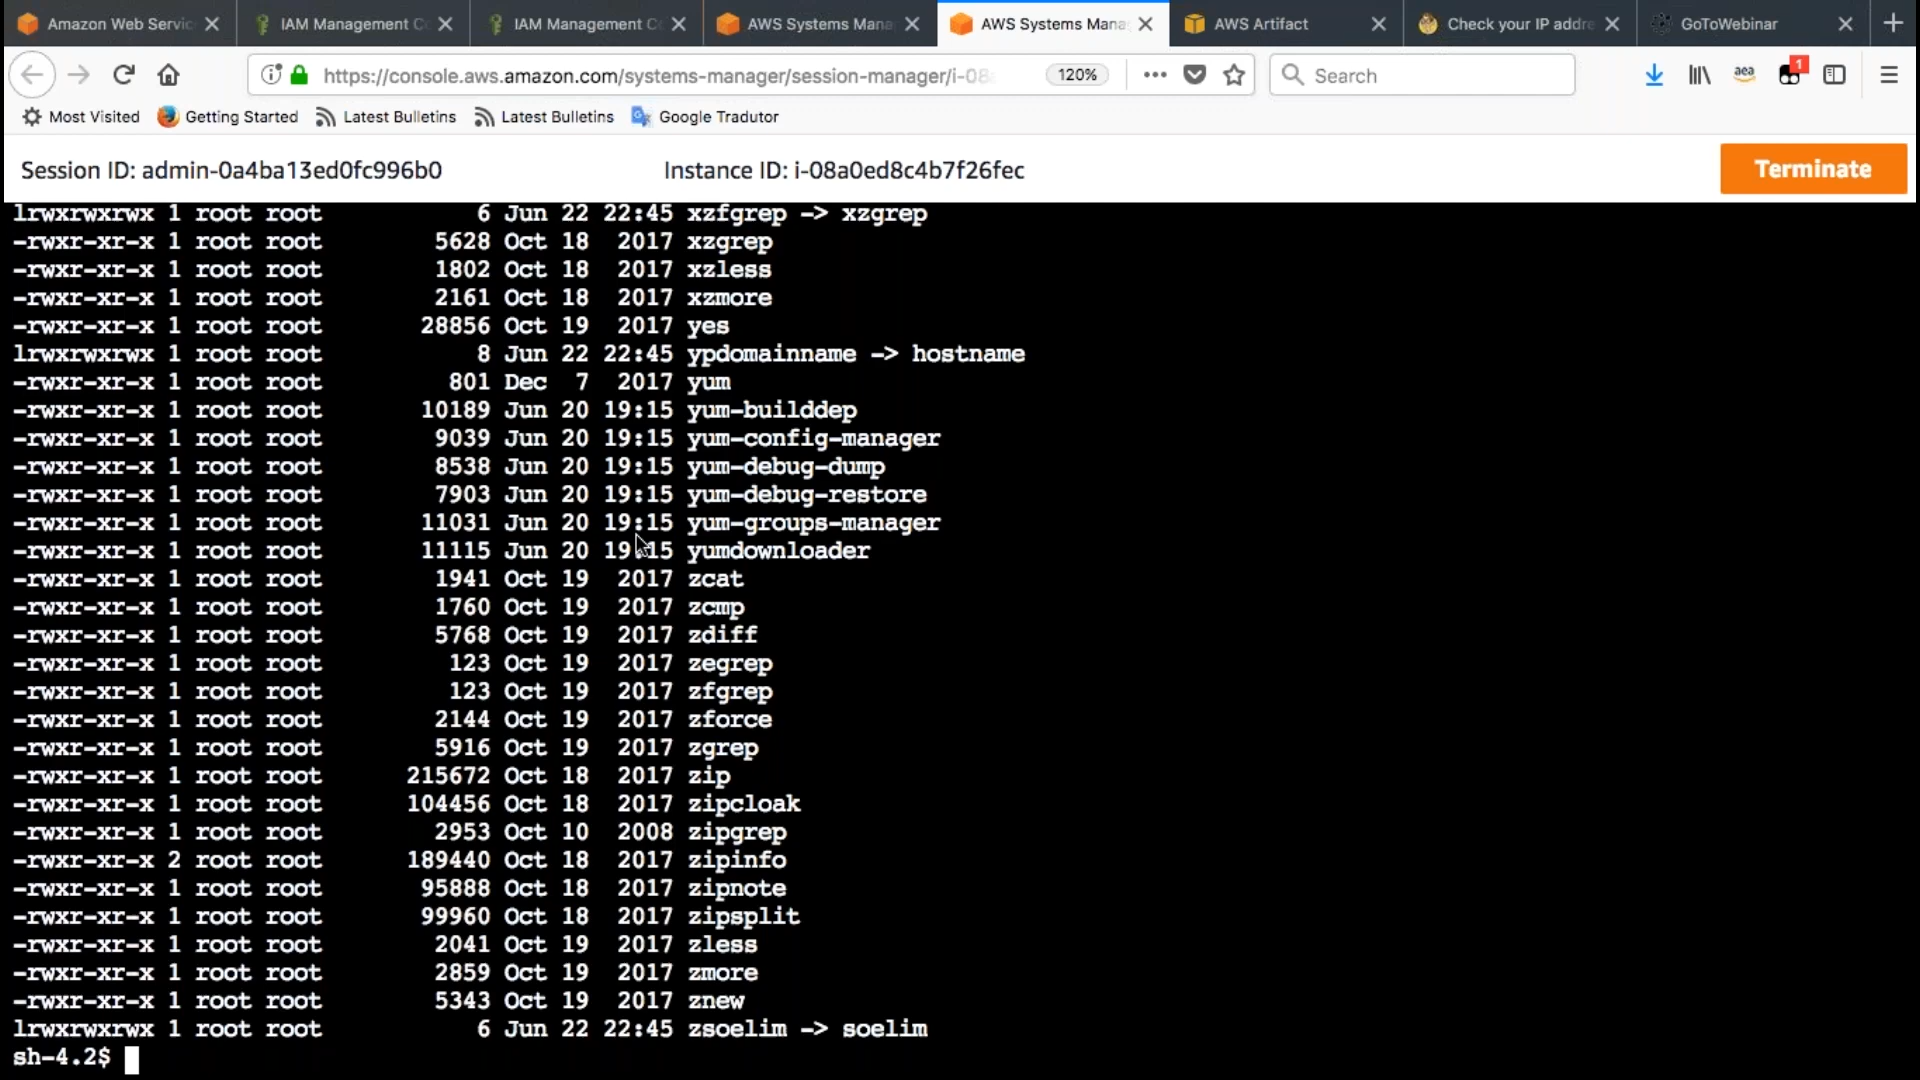 Amazon Web Servic
IAM Management C
IAM Management C
AWS Systems Mana
AWS Systems Mana
AWS Artifact
Check your IP addre
GoToWebinar
https://console.aws.amazon.com/systems-manager/session-manager/i-08
120%
Search
1
Most Visited
Getting Started
Latest Bulletins
Latest Bulletins
Google Tradutor
Session ID: admin-0a4ba13ed0fc996b0
Instance ID: i-08a0ed8c4b7f26fec
Terminate
lrwxrwxrwx 1 root root 6 Jun 22 22:45 xzfgrep -> xzgrep
-rwxr-xr-x 1 root root 5628 Oct 18 2017 xzgrep
-rwxr-xr-x 1 root root 1802 Oct 18 2017 xzless
-rwxr-xr-x 1 root root 2161 Oct 18 2017 xzmore
-rwxr-xr-x 1 root root 28856 Oct 19 2017 yes
lrwxrwxrwx 1 root root 8 Jun 22 22:45 ypdomainname -> hostname
-rwxr-xr-x 1 root root 801 Dec 7 2017 yum
-rwxr-xr-x 1 root root 10189 Jun 20 19:15 yum-builddep
-rwxr-xr-x 1 root root 9039 Jun 20 19:15 yum-config-manager
-rwxr-xr-x 1 root root 8538 Jun 20 19:15 yum-debug-dump
-rwxr-xr-x 1 root root 7903 Jun 20 19:15 yum-debug-restore
-rwxr-xr-x 1 root root 11031 Jun 20 19:15 yum-groups-manager
-rwxr-xr-x 1 root root 11115 Jun 20 19:15 yumdownloader
-rwxr-xr-x 1 root root 1941 Oct 19 2017 zcat
-rwxr-xr-x 1 root root 1760 Oct 19 2017 zcmp
-rwxr-xr-x 1 root root 5768 Oct 19 2017 zdiff
-rwxr-xr-x 1 root root 123 Oct 19 2017 zegrep
-rwxr-xr-x 1 root root 123 Oct 19 2017 zfgrep
-rwxr-xr-x 1 root root 2144 Oct 19 2017 zforce
-rwxr-xr-x 1 root root 5916 Oct 19 2017 zgrep
-rwxr-xr-x 1 root root 215672 Oct 18 2017 zip
-rwxr-xr-x 1 root root 104456 Oct 18 2017 zipcloak
-rwxr-xr-x 1 root root 2953 Oct 10 2008 zipgrep
-rwxr-xr-x 2 root root 189440 Oct 18 2017 zipinfo
-rwxr-xr-x 1 root root 95888 Oct 18 2017 zipnote
-rwxr-xr-x 1 root root 99960 Oct 18 2017 zipsplit
-rwxr-xr-x 1 root root 2041 Oct 19 2017 zless
-rwxr-xr-x 1 root root 2859 Oct 19 2017 zmore
-rwxr-xr-x 1 root root 5343 Oct 19 2017 znew
lrwxrwxrwx 1 root root 6 Jun 22 22:45 zsoelim -> soelim
sh-4.2$